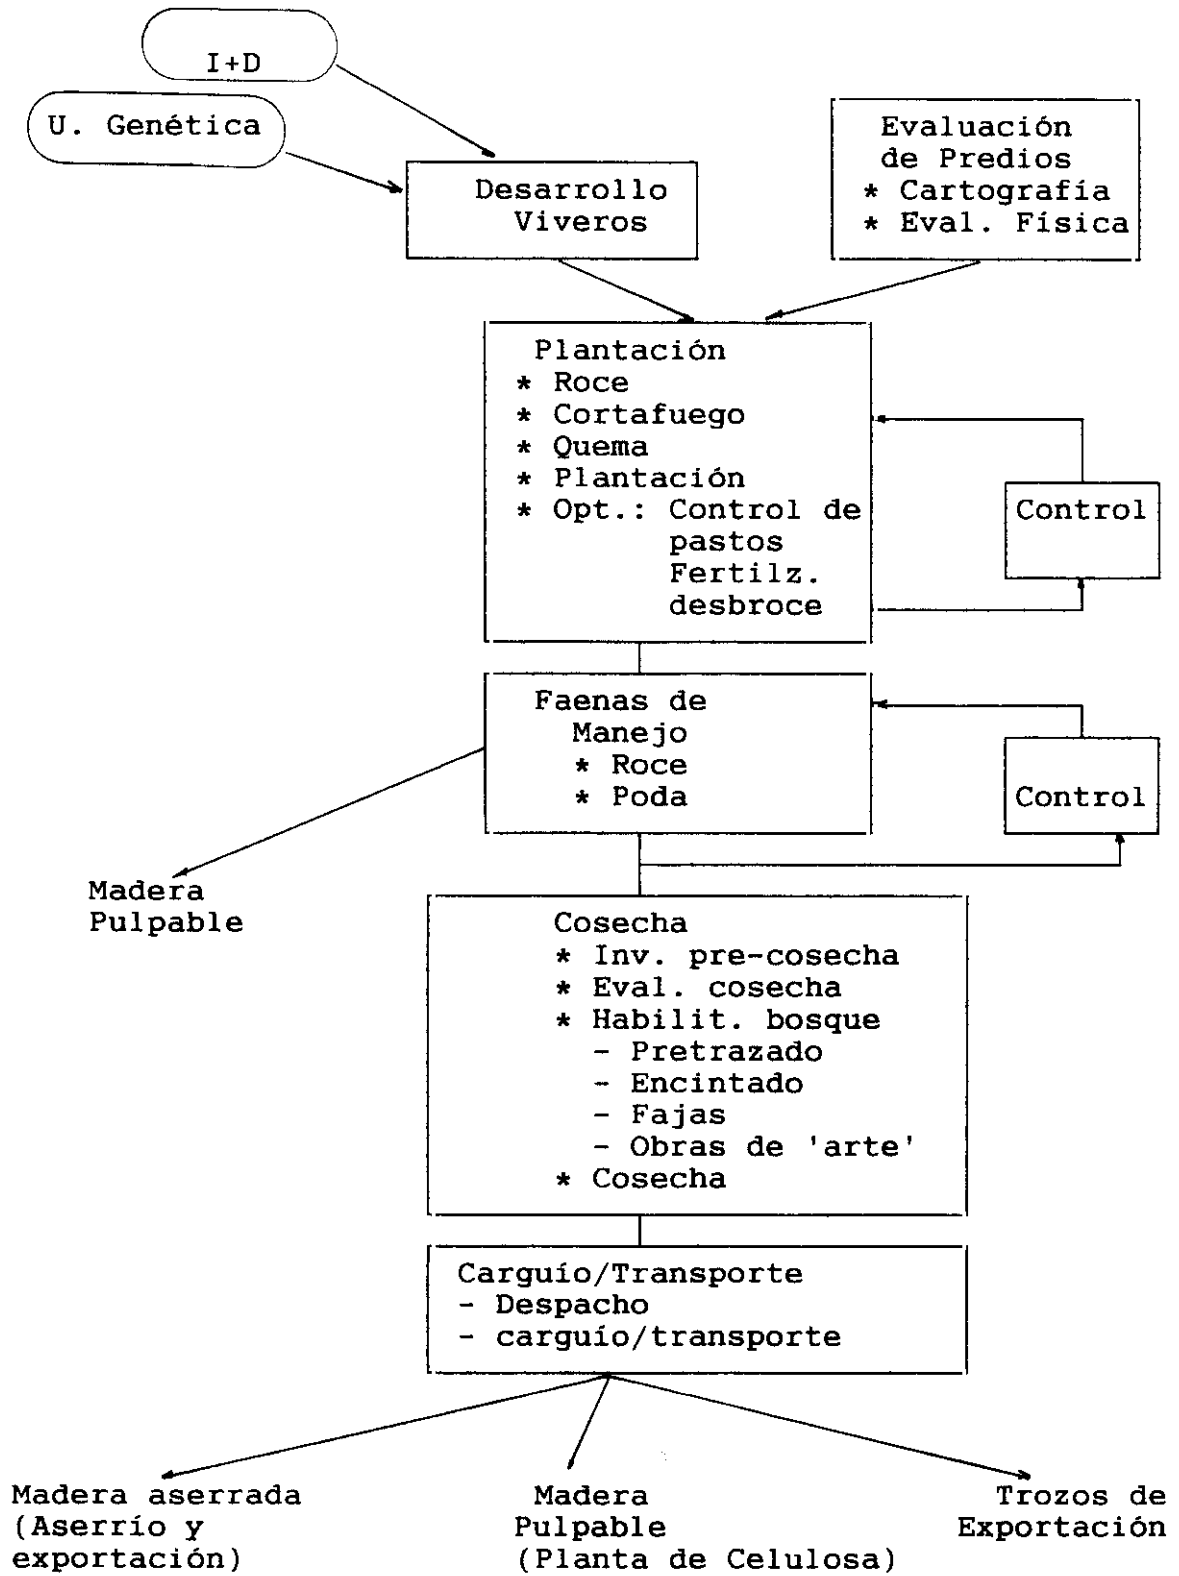 I+D
U. Genética
Desarrollo
Viveros
Evaluación
de Predios
* Cartografía
* Eval. Física
Plantación
* Roce
* Cortafuego
* Quema
* Plantación
* Opt.: Control de
pastos
Fertilz.
desbroce
Control
Faenas de
Manejo
* Roce
* Poda
Control
Madera
Pulpable
Cosecha
* Inv. pre-cosecha
* Eval. cosecha
* Habilit. bosque
- Pretrazado
- Encintado
- Fajas
- Obras de 'arte'
* Cosecha
Carguío/Transporte
- Despacho
- carguío/transporte
Madera aserrada
(Aserrío y
exportación)
Madera
Pulpable
(Planta de Celulosa)
Trozos de
Exportación